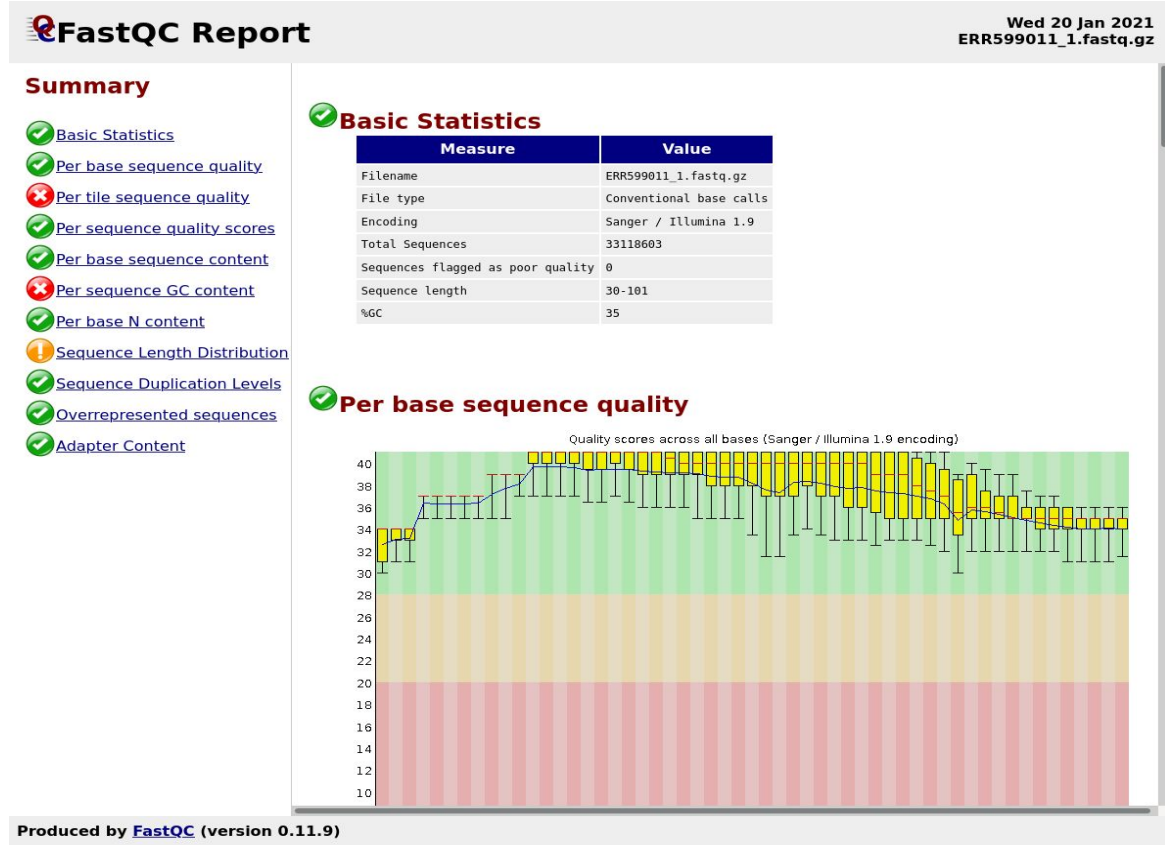 FastQC Report
Wed 20 Jan 2021
ERR599011_1.fastq.gz
Summary
Basic Statistics
Per base sequence quality
Per tile sequence quality
Per sequence quality scores
Per base sequence content
Per sequence GC content
Per base N content
Sequence Length Distribution
Sequence Duplication Levels
Overrepresented sequences
Adapter Content
Basic Statistics
Measure Value
Filename ERR599011_1.fastq.gz
File type Conventional base calls
Encoding Sanger / Illumina 1.9
Total Sequences 33118603
Sequences flagged as poor quality 0
Sequence length 30-101
%GC 35
Per base sequence quality
Quality scores across all bases (Sanger / Illumina 1.9 encoding)
40
38
36
34
32
30
28
26
24
22
20
18
16
14
12
10
Produced by FastQC (version 0.11.9)